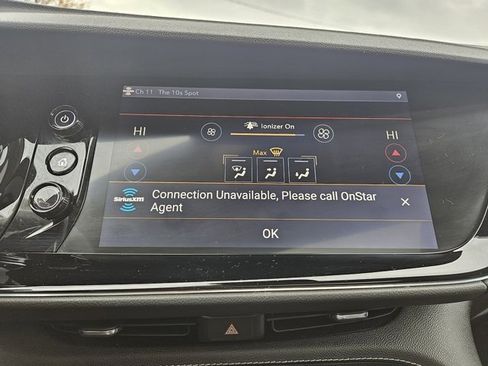 Ch 11 The 10s Spot
Ionizer On
HI
HI
Max
Connection Unavailable, Please call OnStar
Agent
SiriusXM
OK